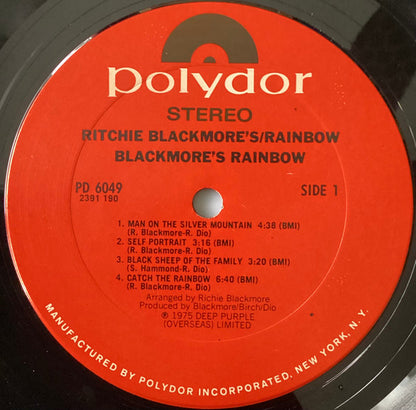 polydor
STEREO
RITCHIE BLACKMORE'S/RAINBOW
BLACKMORE'S RAINBOW
PD 6049
2391 190
SIDE 1
1. MAN ON THE SILVER MOUNTAIN 4:38 (BMI)
(R. Blackmore-R. Dio)
2. SELF PORTRAIT 3:16 (BMI)
(R. Blackmore-R. Dio)
3. BLACK SHEEP OF THE FAMILY 3:20 (BMI)
(S. Hammond-R. Dio)
4. CATCH THE RAINBOW 6:40 (BMI)
(R. Blackmore-R. Dio)
Arranged by Richie Blackmore
Produced by Blackmore/Birch/Dio
℗ 1975 DEEP PURPLE
(OVERSEAS) LIMITED
MANUFACTURED BY POLYDOR INCORPORATED, NEW YORK, N.Y.